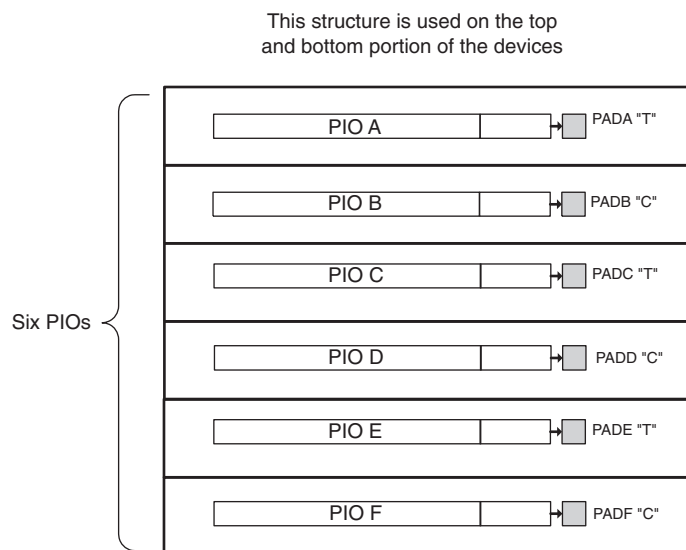 This structure is used on the top
and bottom portion of the devices
PIO A
PADA "T"
PIO B
PADB "C"
PIO C
PADC "T"
Six PIOs
PIO D
PADD "C"
PIO E
PADE "T"
PIO F
PADF "C"